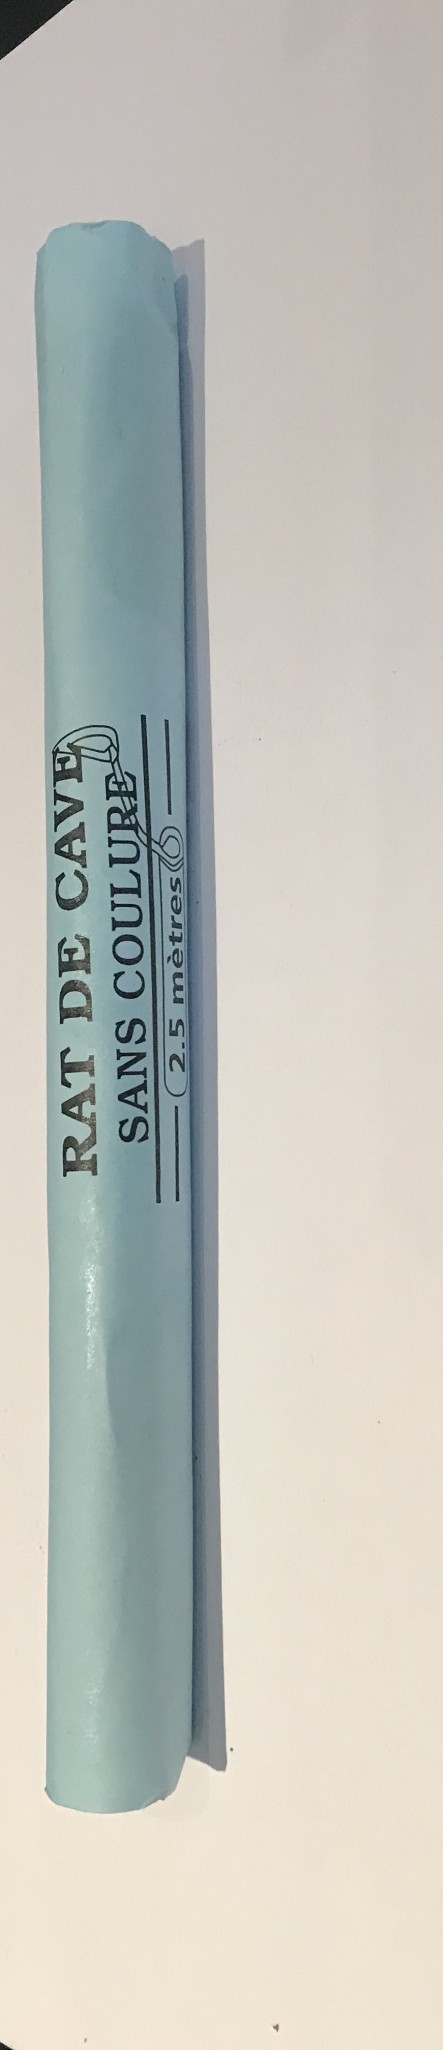 RAT DE CAVE
SANS COULURE
2.5 mètres